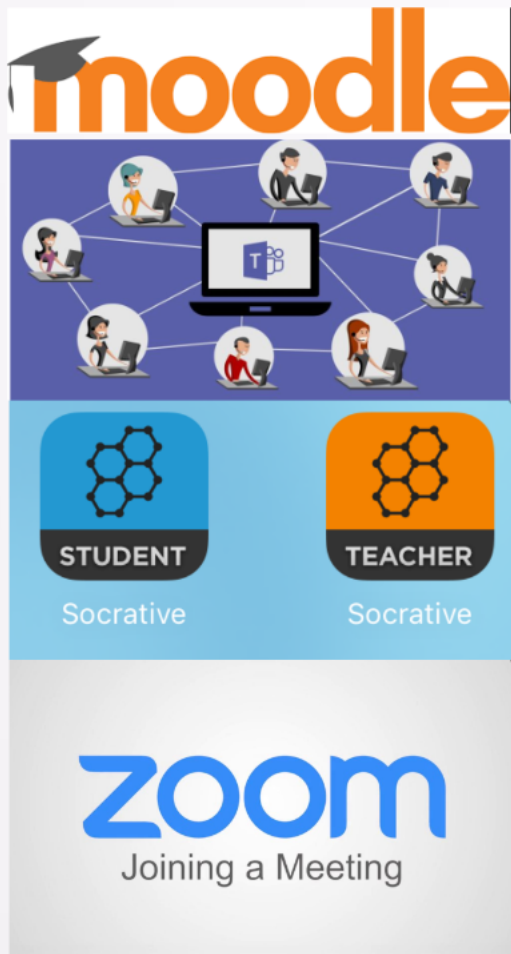 moodle
T
STUDENT
TEACHER
Socrative
Socrative
zoom
Joining a Meeting